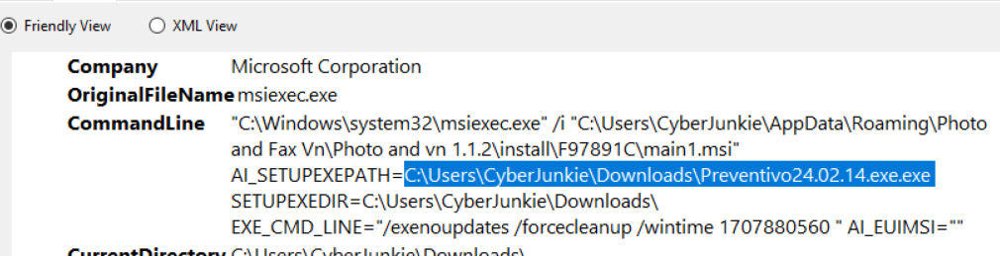 Friendly View XML View
Company Microsoft Corporation
OriginalFileName msiexec.exe
CommandLine "C:\Windows\system32\msiexec.exe" /i "C:\Users\CyberJunkie\AppData\Roaming\Photo
and Fax Vn\Photo and vn 1.1.2\install\F97891C\main1.msi"
AI_SETUPEXEPATH=C:\Users\CyberJunkie\Downloads\Preventivo24.02.14.exe.exe
SETUPEXEDIR=C:\Users\CyberJunkie\Downloads\
EXE_CMD_LINE="/exenoupdates /forcecleanup /wintime 1707880560 " AI_EUIMSI=""
CurrentDirectory C:\Users\CyberJunkie\Downloads\